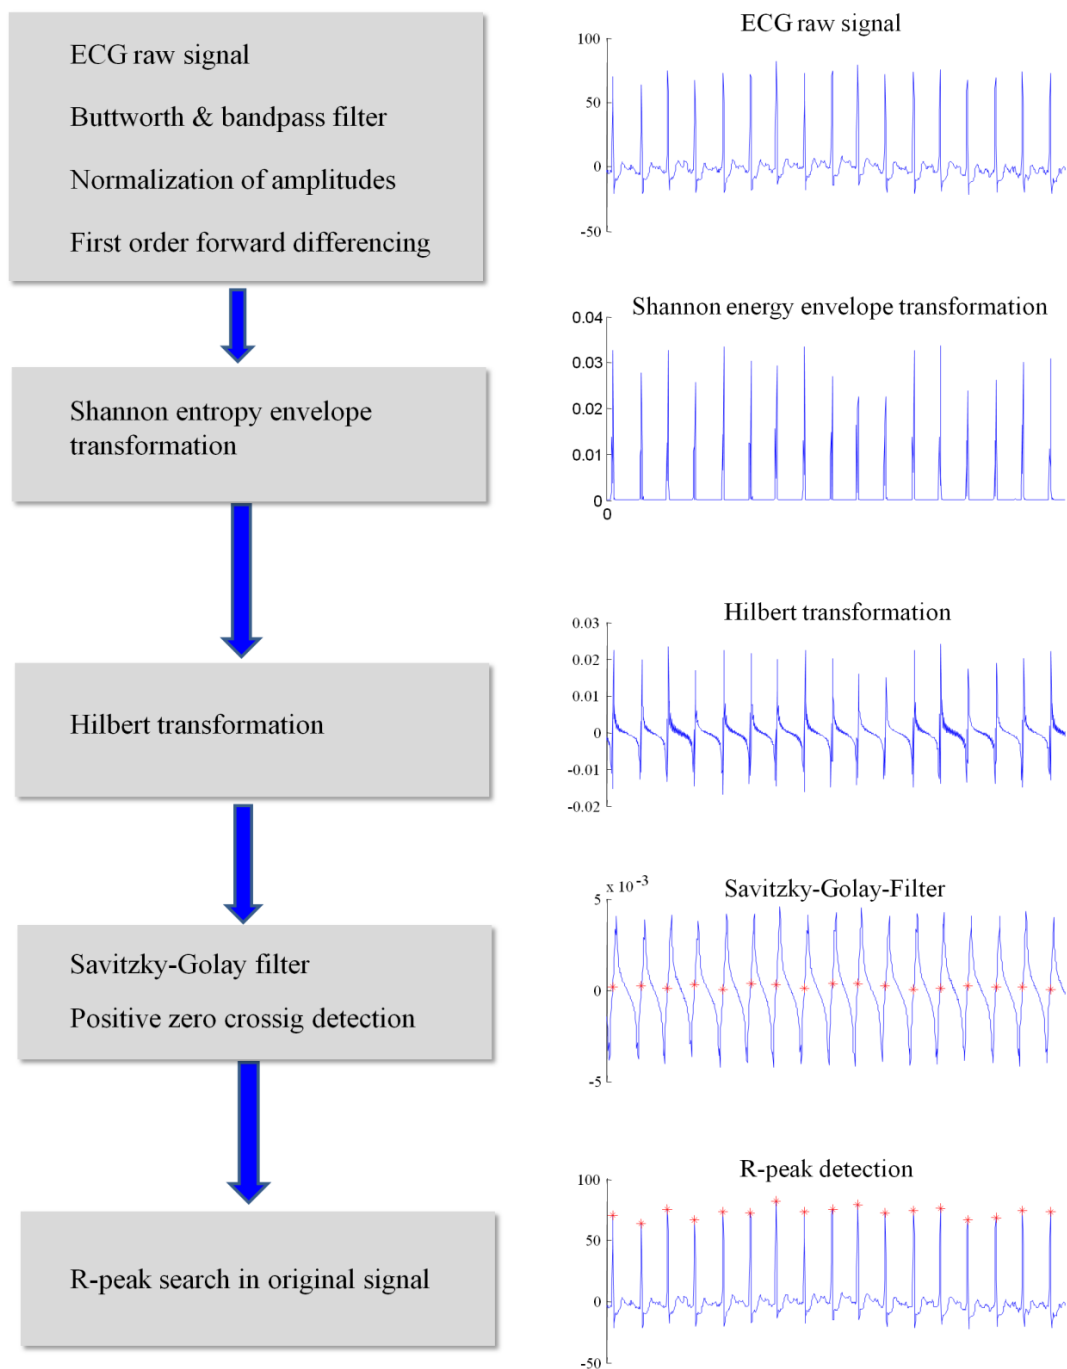 ECG raw signal
Buttworth & bandpass filter
Normalization of amplitudes
First order forward differencing
ECG raw signal
100
50
0
-50
Shannon entropy envelope
transformation
Shannon energy envelope transformation
0.04
0.03
0.02
0.01
0
0
Hilbert transformation
Hilbert transformation
0.03
0.02
0.01
0
-0.01
-0.02
Savitzky-Golay filter
Positive zero crossig detection
Savitzky-Golay-Filter
x 10⁻³
5
0
-5
R-peak search in original signal
R-peak detection
100
50
0
-50